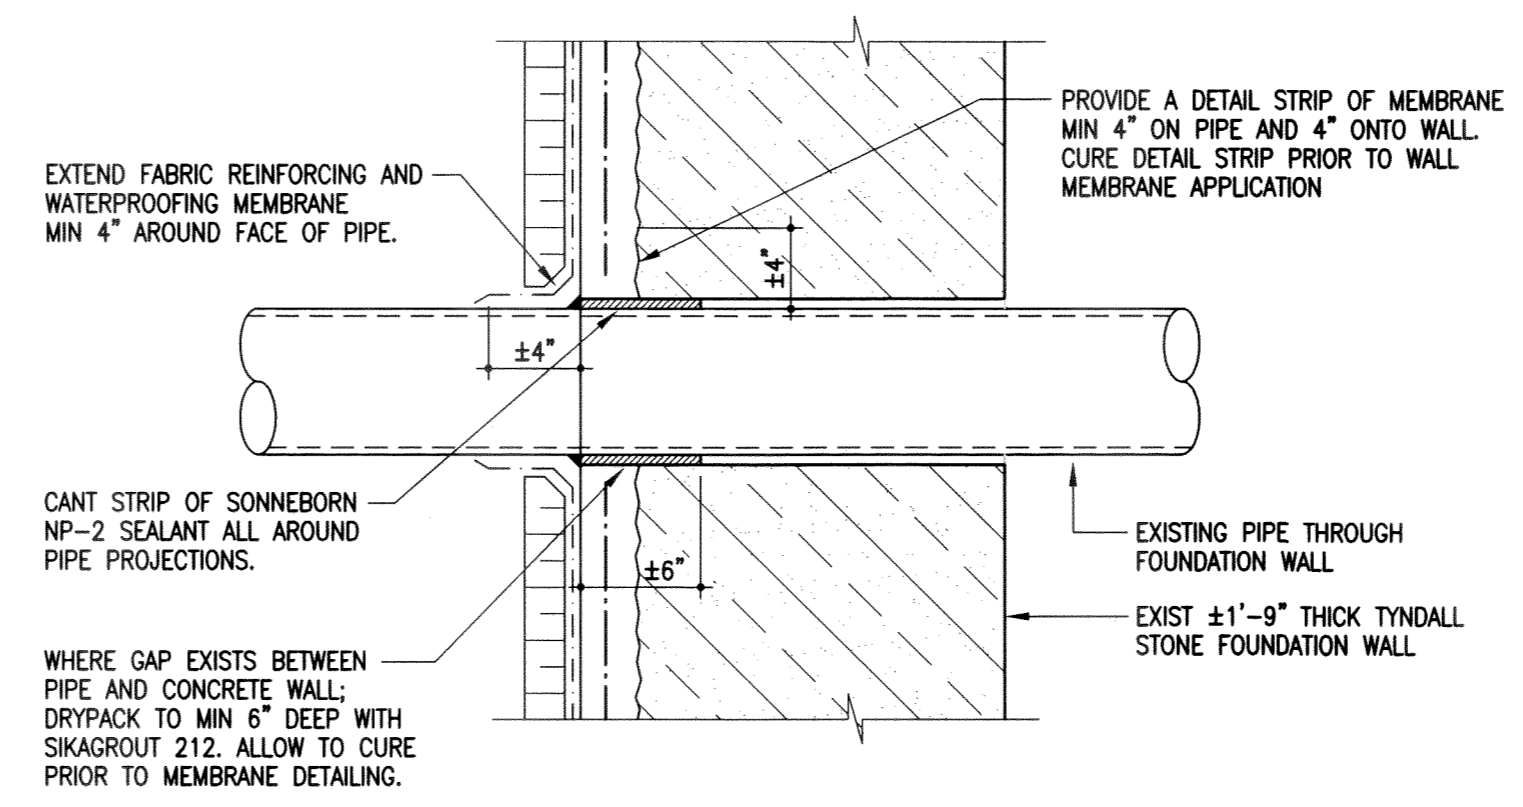 PROVIDE A DETAIL STRIP OF MEMBRANE
MIN 4" ON PIPE AND 4" ONTO WALL.
CURE DETAIL STRIP PRIOR TO WALL
MEMBRANE APPLICATION
EXTEND FABRIC REINFORCING AND
WATERPROOFING MEMBRANE
MIN 4" AROUND FACE OF PIPE.
±4"
±4"
CANT STRIP OF SONNEBORN
NP-2 SEALANT ALL AROUND
PIPE PROJECTIONS.
±6"
EXISTING PIPE THROUGH
FOUNDATION WALL
EXIST ±1'-9" THICK TYNDALL
STONE FOUNDATION WALL
WHERE GAP EXISTS BETWEEN
PIPE AND CONCRETE WALL;
DRYPACK TO MIN 6" DEEP WITH
SIKAGROUT 212. ALLOW TO CURE
PRIOR TO MEMBRANE DETAILING.